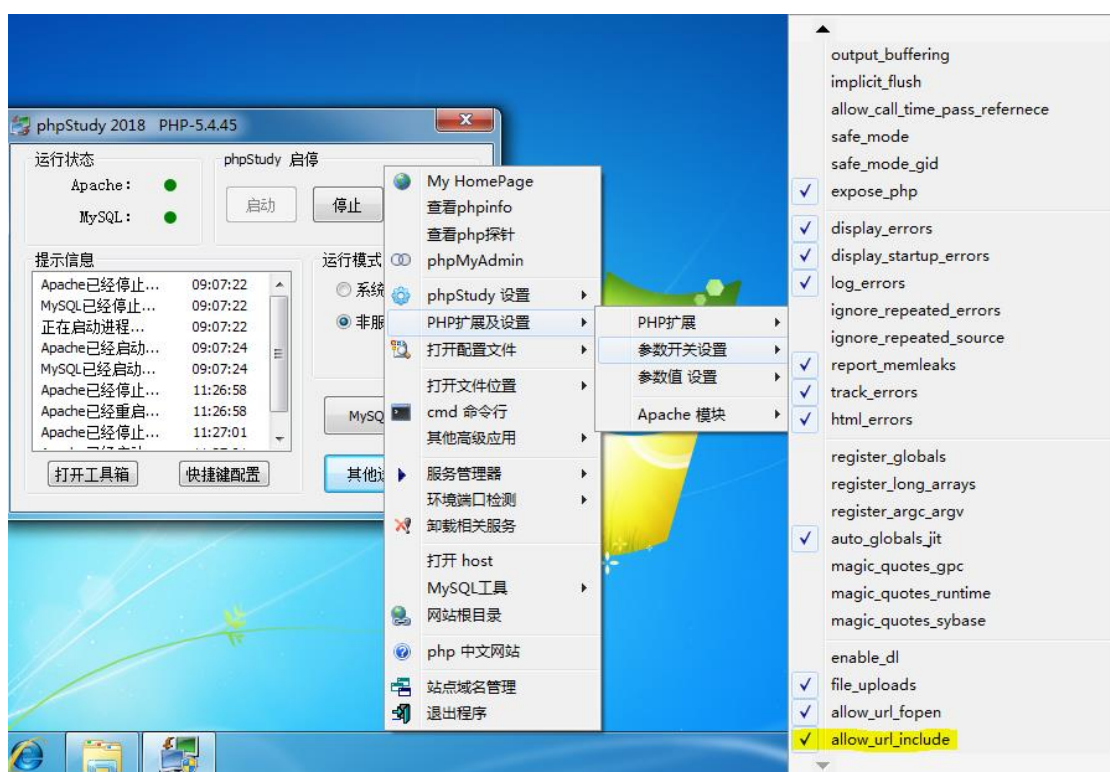 phpStudy 2018 PHP-5.4.45
运行状态
Apache:
MySQL:
phpStudy 启停
启动
停止
提示信息
Apache已经停止... 09:07:22
MySQL已经停止... 09:07:22
正在启动进程... 09:07:22
Apache已经启动... 09:07:24
MySQL已经启动... 09:07:24
Apache已经停止... 11:26:58
Apache已经重启... 11:26:58
Apache已经停止... 11:27:01
运行模式
系统
非服
MySQ
打开工具箱
快捷键配置
其他
My HomePage
查看phpinfo
查看php探针
phpMyAdmin
phpStudy 设置
PHP扩展及设置
打开配置文件
打开文件位置
cmd 命令行
其他高级应用
服务管理器
环境端口检测
卸载相关服务
打开 host
MySQL工具
网站根目录
php 中文网站
站点域名管理
退出程序
PHP扩展
参数开关设置
参数值 设置
Apache 模块
output_buffering
implicit_flush
allow_call_time_pass_refernece
safe_mode
safe_mode_gid
expose_php
display_errors
display_startup_errors
log_errors
ignore_repeated_errors
ignore_repeated_source
report_memleaks
track_errors
html_errors
register_globals
register_long_arrays
register_argc_argv
auto_globals_jit
magic_quotes_gpc
magic_quotes_runtime
magic_quotes_sybase
enable_dl
file_uploads
allow_url_fopen
allow_url_include